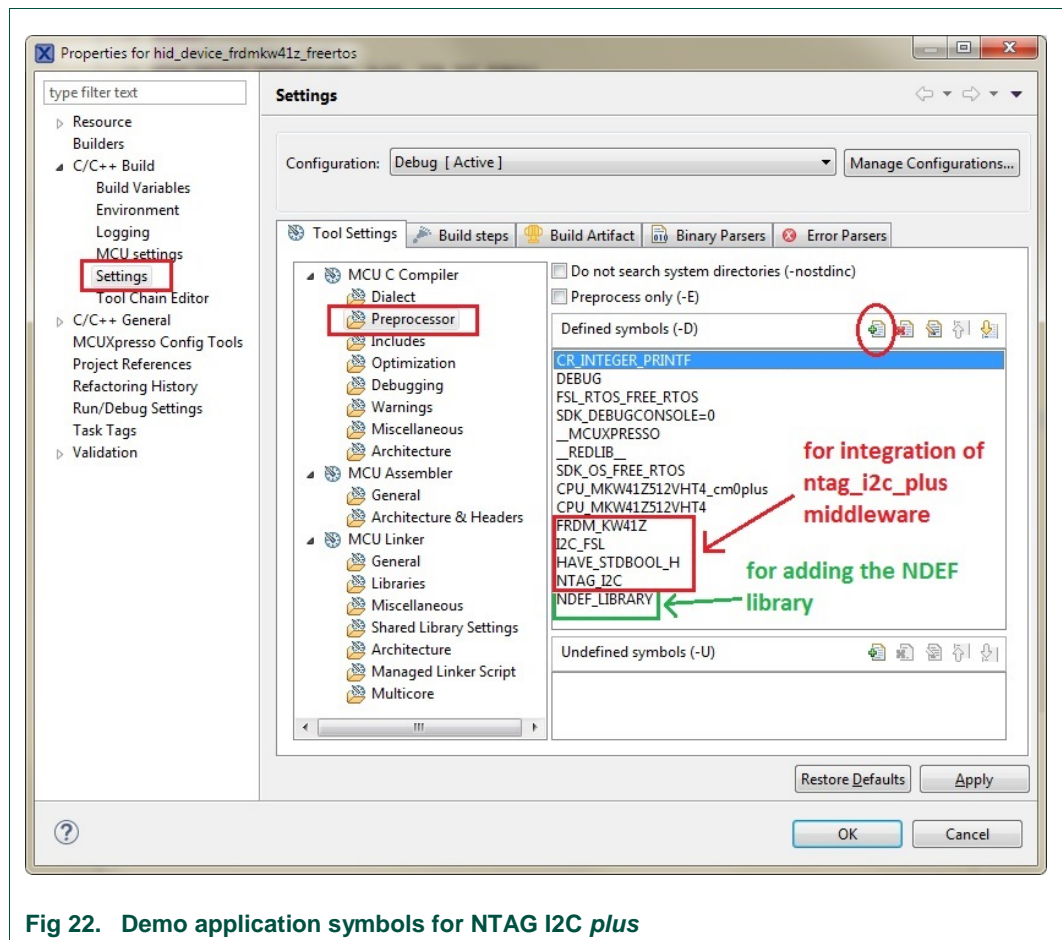 Properties for hid_device_frdmkw41z_freertos
type filter text
Resource
Builders
C/C++ Build
Build Variables
Environment
Logging
MCU settings
Settings
Tool Chain Editor
C/C++ General
MCUXpresso Config Tools
Project References
Refactoring History
Run/Debug Settings
Task Tags
Validation
Settings
Configuration: Debug [ Active ] Manage Configurations...
Tool Settings Build steps Build Artifact Binary Parsers Error Parsers
MCU C Compiler
Dialect
Preprocessor
Includes
Optimization
Debugging
Warnings
Miscellaneous
Architecture
MCU Assembler
General
Architecture & Headers
MCU Linker
General
Libraries
Miscellaneous
Shared Library Settings
Architecture
Managed Linker Script
Multicore
Do not search system directories (-nostdinc)
Preprocess only (-E)
Defined symbols (-D)
CR_INTEGER_PRINTF
DEBUG
FSL_RTOS_FREE_RTOS
SDK_DEBUGCONSOLE=0
__MCUXPRESSO
__REDLIB__
SDK_OS_FREE_RTOS
CPU_MKW41Z512VHT4_cm0plus
CPU_MKW41Z512VHT4
FRDM_KW41Z
I2C_FSL
HAVE_STDBOOL_H
NTAG_I2C
NDEF_LIBRARY
for integration of
ntag_i2c_plus
middleware
for adding the NDEF
library
Undefined symbols (-U)
Restore Defaults Apply
OK Cancel
Fig 22. Demo application symbols for NTAG I2C plus